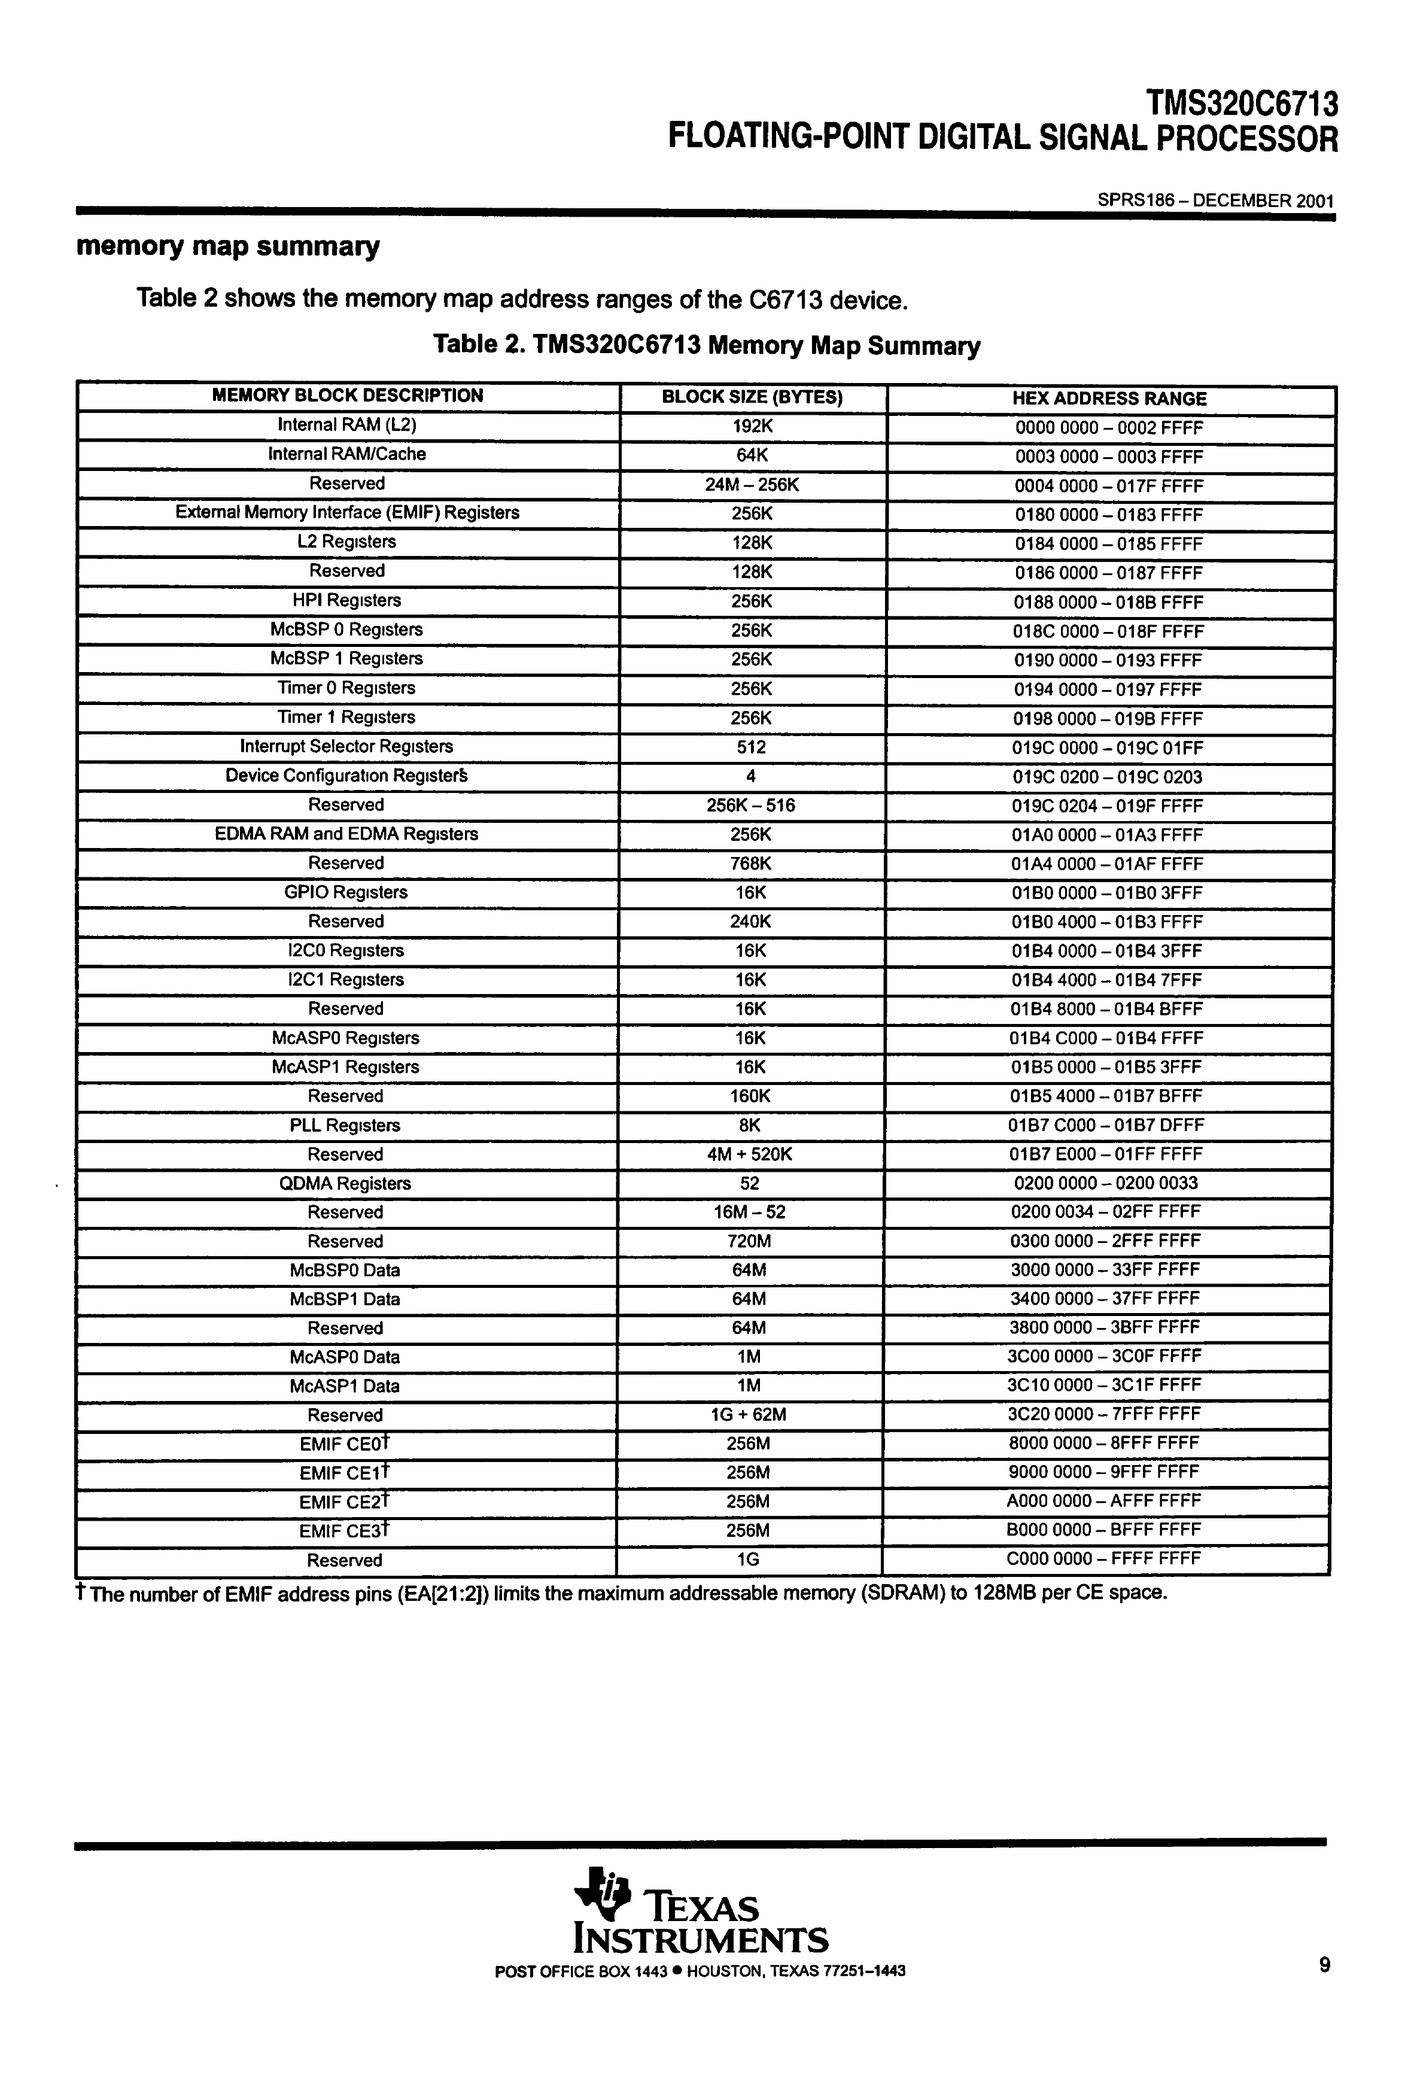 TMS320C6713
FLOATING-POINT DIGITAL SIGNAL PROCESSOR
SPRS186 – DECEMBER 2001
memory map summary
Table 2 shows the memory map address ranges of the C6713 device.
Table 2. TMS320C6713 Memory Map Summary
MEMORY BLOCK DESCRIPTION BLOCK SIZE (BYTES) HEX ADDRESS RANGE
Internal RAM (L2) 192K 0000 0000 – 0002 FFFF
Internal RAM/Cache 64K 0003 0000 – 0003 FFFF
Reserved 24M – 256K 0004 0000 – 017F FFFF
External Memory Interface (EMIF) Registers 256K 0180 0000 – 0183 FFFF
L2 Registers 128K 0184 0000 – 0185 FFFF
Reserved 128K 0186 0000 – 0187 FFFF
HPI Registers 256K 0188 0000 – 018B FFFF
McBSP 0 Registers 256K 018C 0000 – 018F FFFF
McBSP 1 Registers 256K 0190 0000 – 0193 FFFF
Timer 0 Registers 256K 0194 0000 – 0197 FFFF
Timer 1 Registers 256K 0198 0000 – 019B FFFF
Interrupt Selector Registers 512 019C 0000 – 019C 01FF
Device Configuration Registers 4 019C 0200 – 019C 0203
Reserved 256K – 516 019C 0204 – 019F FFFF
EDMA RAM and EDMA Registers 256K 01A0 0000 – 01A3 FFFF
Reserved 768K 01A4 0000 – 01AF FFFF
GPIO Registers 16K 01B0 0000 – 01B0 3FFF
Reserved 240K 01B0 4000 – 01B3 FFFF
I2C0 Registers 16K 01B4 0000 – 01B4 3FFF
I2C1 Registers 16K 01B4 4000 – 01B4 7FFF
Reserved 16K 01B4 8000 – 01B4 BFFF
McASP0 Registers 16K 01B4 C000 – 01B4 FFFF
McASP1 Registers 16K 01B5 0000 – 01B5 3FFF
Reserved 160K 01B5 4000 – 01B7 BFFF
PLL Registers 8K 01B7 C000 – 01B7 DFFF
Reserved 4M + 520K 01B7 E000 – 01FF FFFF
QDMA Registers 52 0200 0000 – 0200 0033
Reserved 16M – 52 0200 0034 – 02FF FFFF
Reserved 720M 0300 0000 – 2FFF FFFF
McBSP0 Data 64M 3000 0000 – 33FF FFFF
McBSP1 Data 64M 3400 0000 – 37FF FFFF
Reserved 64M 3800 0000 – 3BFF FFFF
McASP0 Data 1M 3C00 0000 – 3C0F FFFF
McASP1 Data 1M 3C10 0000 – 3C1F FFFF
Reserved 1G + 62M 3C20 0000 – 7FFF FFFF
EMIF CE0† 256M 8000 0000 – 8FFF FFFF
EMIF CE1† 256M 9000 0000 – 9FFF FFFF
EMIF CE2† 256M A000 0000 – AFFF FFFF
EMIF CE3† 256M B000 0000 – BFFF FFFF
Reserved 1G C000 0000 – FFFF FFFF
† The number of EMIF address pins (EA[21:2]) limits the maximum addressable memory (SDRAM) to 128MB per CE space.
TEXAS
INSTRUMENTS
POST OFFICE BOX 1443 ● HOUSTON, TEXAS 77251–1443
9